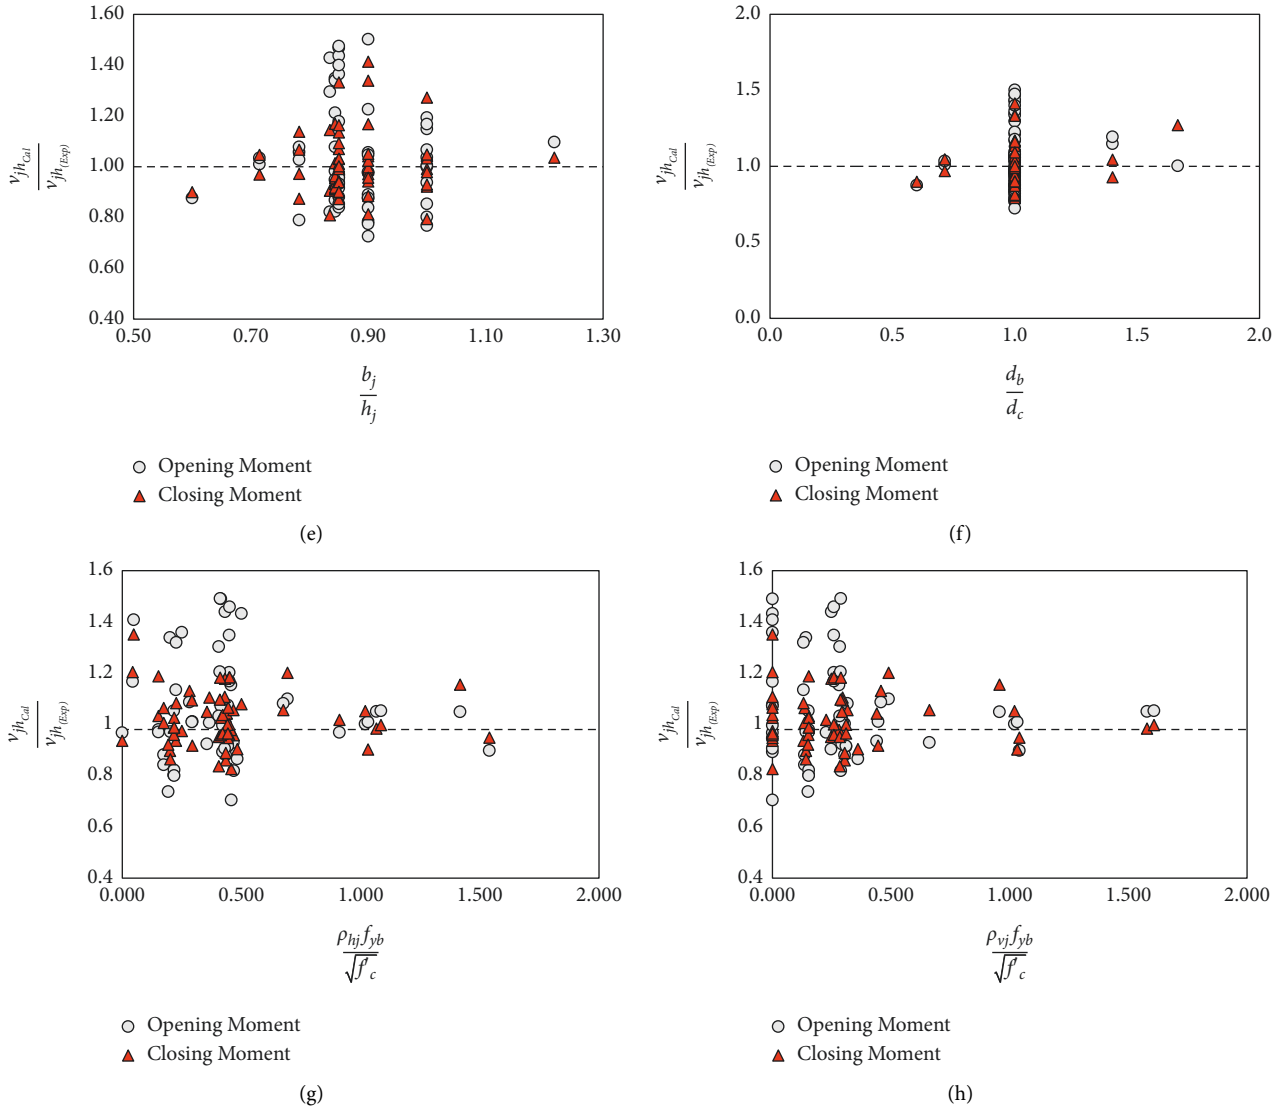 1.60
1.40
1.20
1.00
0.80
0.60
0.40
0.50 0.70 0.90 1.10 1.30
v_jh_Cal
v_jh_(Exp)
b_j
h_j
Opening Moment
Closing Moment
(e)
2.0
1.5
1.0
0.5
0.0
0.0 0.5 1.0 1.5 2.0
v_jh_Cal
v_jh_(Exp)
d_b
d_c
Opening Moment
Closing Moment
(f)
1.6
1.4
1.2
1
0.8
0.6
0.4
0.000 0.500 1.000 1.500 2.000
v_jh_Cal
v_jh_(Exp)
ρ_hj f_yb
√f′_c
Opening Moment
Closing Moment
(g)
1.6
1.4
1.2
1
0.8
0.6
0.4
0.000 0.500 1.000 1.500 2.000
v_jh_Cal
v_jh_(Exp)
ρ_vj f_yb
√f′_c
Opening Moment
Closing Moment
(h)